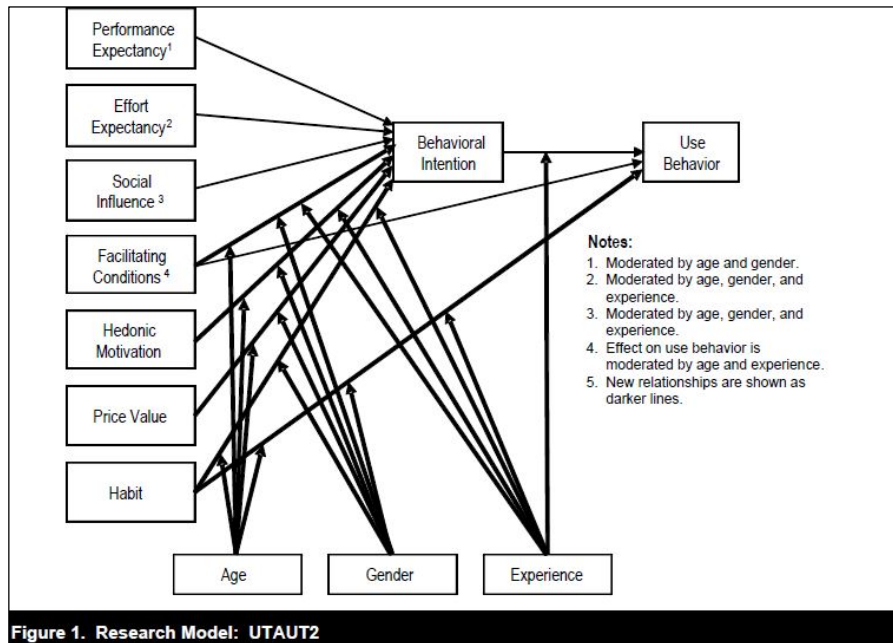 Performance
Expectancy¹
Effort
Expectancy²
Social
Influence ³
Facilitating
Conditions ⁴
Hedonic
Motivation
Price Value
Habit
Behavioral
Intention
Use
Behavior
Notes:
1. Moderated by age and gender.
2. Moderated by age, gender, and
experience.
3. Moderated by age, gender, and
experience.
4. Effect on use behavior is
moderated by age and experience.
5. New relationships are shown as
darker lines.
Age
Gender
Experience
Figure 1. Research Model: UTAUT2